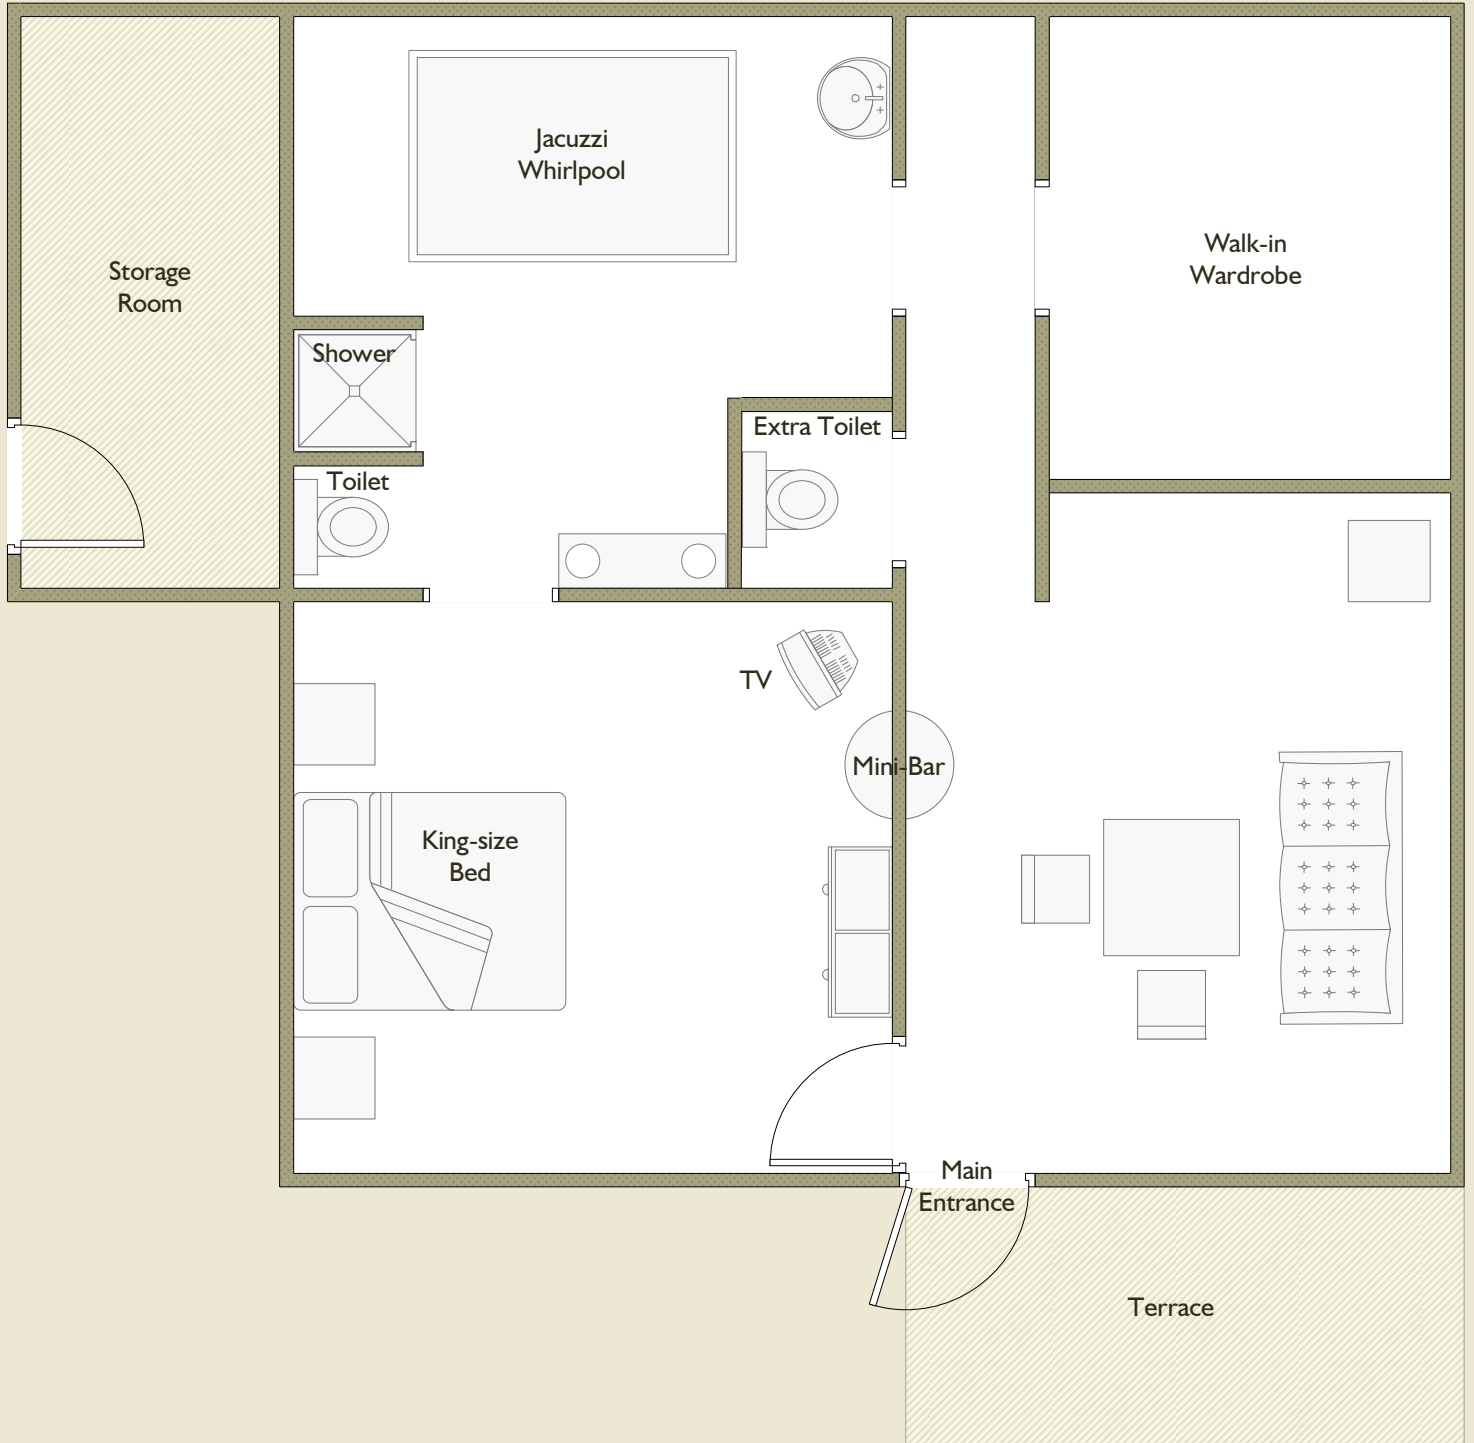 Jacuzzi
Whirlpool
Walk-in
Wardrobe
Storage
Room
Shower
Extra Toilet
Toilet
TV
Mini-Bar
King-size
Bed
Main
Entrance
Terrace